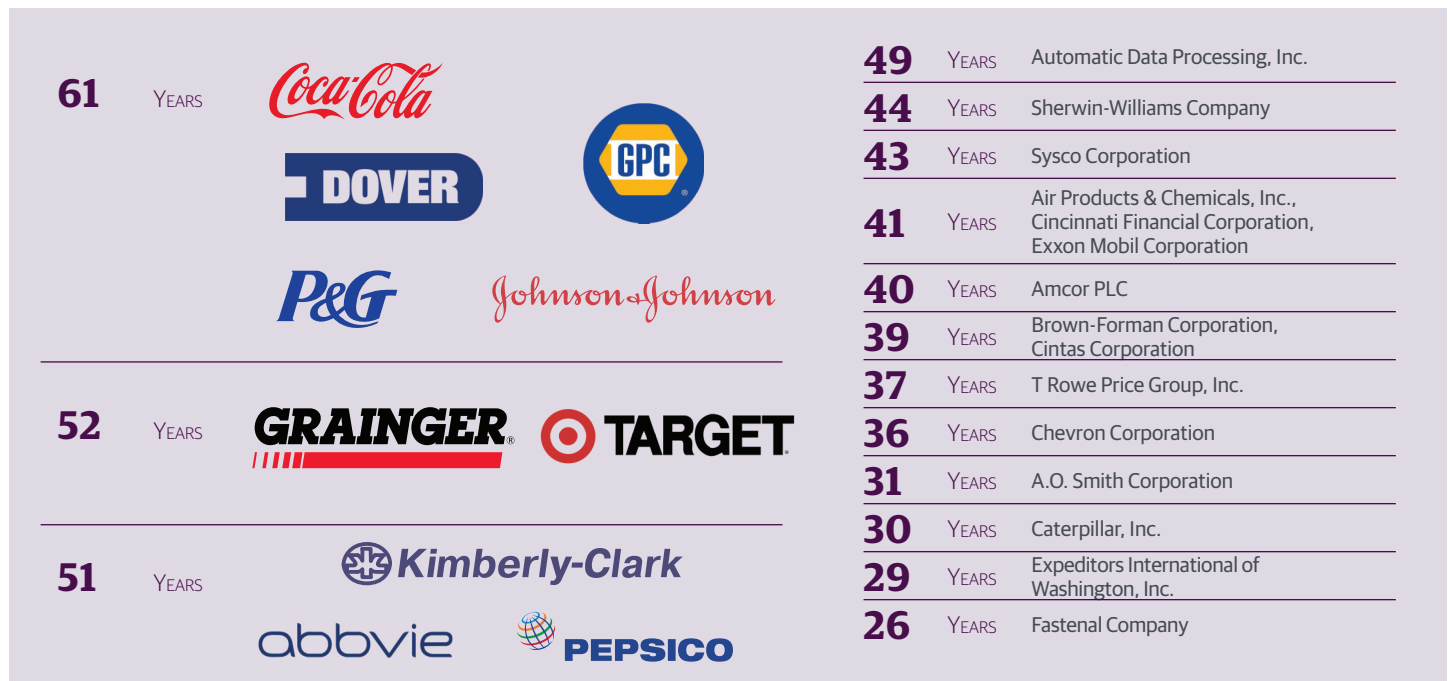 61 YEARS
Coca-Cola
GPC
®
DOVER
P&G
Johnson & Johnson
52 YEARS
GRAINGER®
TARGET
51 YEARS
Kimberly-Clark
abbvie
PEPSICO
49 YEARS Automatic Data Processing, Inc.
44 YEARS Sherwin-Williams Company
43 YEARS Sysco Corporation
41 YEARS
Air Products & Chemicals, Inc.,
Cincinnati Financial Corporation,
Exxon Mobil Corporation
40 YEARS Amcor PLC
39 YEARS
Brown-Forman Corporation,
Cintas Corporation
37 YEARS T Rowe Price Group, Inc.
36 YEARS Chevron Corporation
31 YEARS A.O. Smith Corporation
30 YEARS Caterpillar, Inc.
29 YEARS
Expeditors International of
Washington, Inc.
26 YEARS Fastenal Company